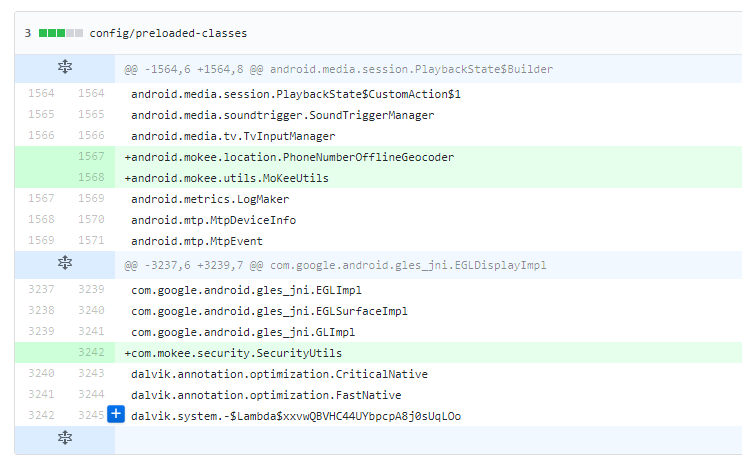 3 config/preloaded-classes
@@ -1564,6 +1564,8 @@ android.media.session.PlaybackState$Builder
1564 1564 android.media.session.PlaybackState$CustomAction$1
1565 1565 android.media.soundtrigger.SoundTriggerManager
1566 1566 android.media.tv.TvInputManager
1567 +android.mokee.location.PhoneNumberOfflineGeocoder
1568 +android.mokee.utils.MoKeeUtils
1567 1569 android.metrics.LogMaker
1568 1570 android.mtp.MtpDeviceInfo
1569 1571 android.mtp.MtpEvent
@@ -3237,6 +3239,7 @@ com.google.android.gles_jni.EGLDisplayImpl
3237 3239 com.google.android.gles_jni.EGLImpl
3238 3240 com.google.android.gles_jni.EGLSurfaceImpl
3239 3241 com.google.android.gles_jni.GLImpl
3242 +com.mokee.security.SecurityUtils
3240 3243 dalvik.annotation.optimization.CriticalNative
3241 3244 dalvik.annotation.optimization.FastNative
3242 3245 + dalvik.system.-$Lambda$xxvwQBVHC44UYbpcpA8j0sUqLOo